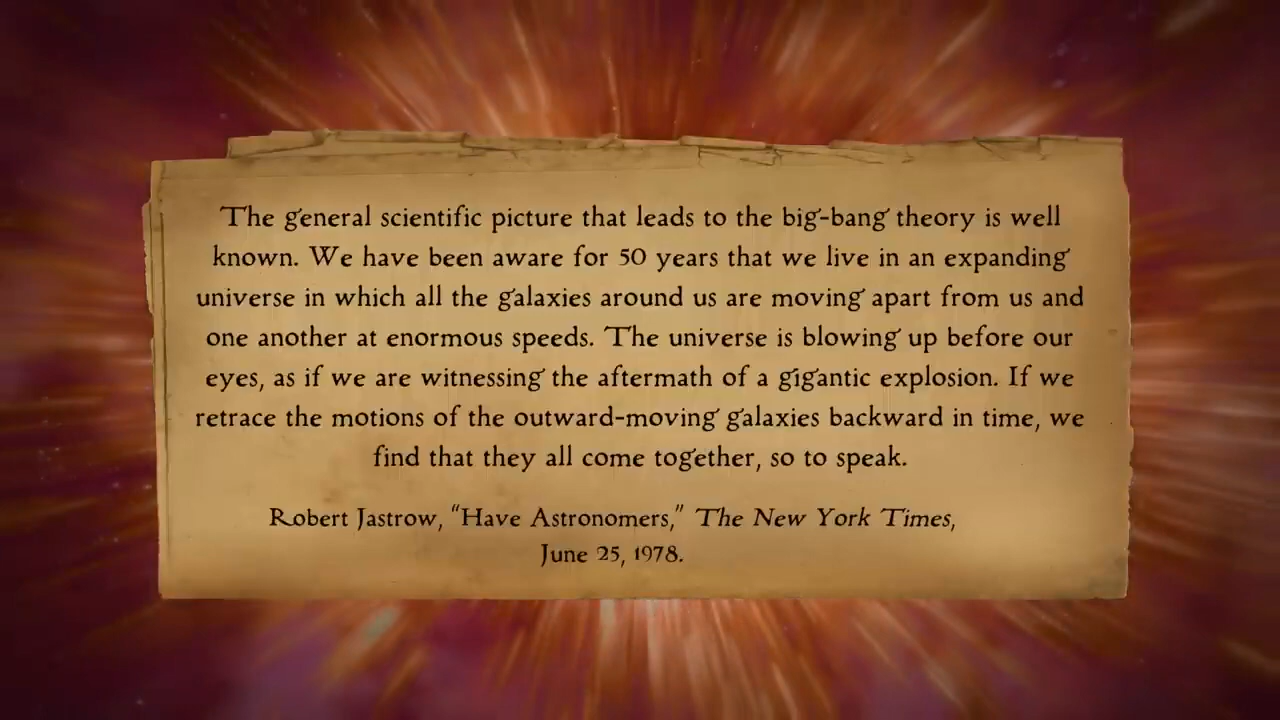 The general scientific picture that leads to the big-bang theory is well
known. We have been aware for 50 years that we live in an expanding
universe in which all the galaxies around us are moving apart from us and
one another at enormous speeds. The universe is blowing up before our
eyes, as if we are witnessing the aftermath of a gigantic explosion. If we
retrace the motions of the outward-moving galaxies backward in time, we
find that they all come together, so to speak.
Robert Jastrow, “Have Astronomers,” The New York Times,
June 25, 1978.